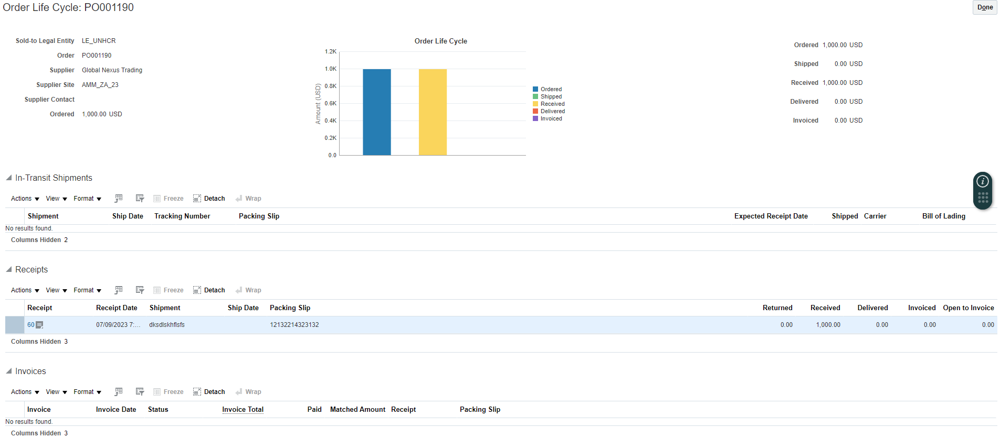 Order Life Cycle: PO001190
Done
Sold-to Legal Entity LE_UNHCR
Order PO001190
Supplier Global Nexus Trading
Supplier Site AMM_ZA_23
Supplier Contact
Ordered 1,000.00 USD
Order Life Cycle
1.2K
1.0K
0.8K
0.6K
0.4K
0.2K
0.0
Amount (USD)
Ordered
Shipped
Received
Delivered
Invoiced
Ordered 1,000.00 USD
Shipped 0.00 USD
Received 1,000.00 USD
Delivered 0.00 USD
Invoiced 0.00 USD
In-Transit Shipments
Actions View Format Freeze Detach Wrap
Shipment Ship Date Tracking Number Packing Slip Expected Receipt Date Shipped Carrier Bill of Lading
No results found.
Columns Hidden 2
Receipts
Actions View Format Freeze Detach Wrap
Receipt Receipt Date Shipment Ship Date Packing Slip Returned Received Delivered Invoiced Open to Invoice
60 07/09/2023 7:... dksdlskhflsfs 12132214323132 0.00 1,000.00 0.00 0.00 0.00
Columns Hidden 3
Invoices
Actions View Format Freeze Detach Wrap
Invoice Invoice Date Status Invoice Total Paid Matched Amount Receipt Packing Slip
No results found.
Columns Hidden 3